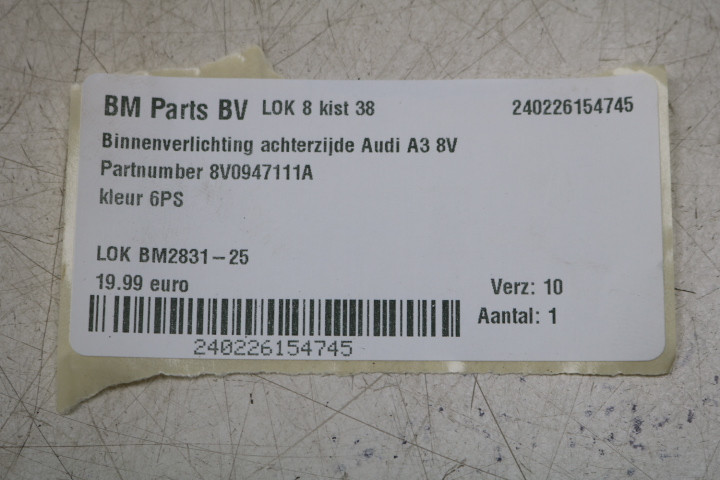 BM Parts BV LOK 8 kist 38 240226154745
Binnenverlichting achterzijde Audi A3 8V
Partnumber 8V0947111A
kleur 6PS
LOK BM2831-25
19.99 euro Verz: 10
Aantal: 1
240226154745